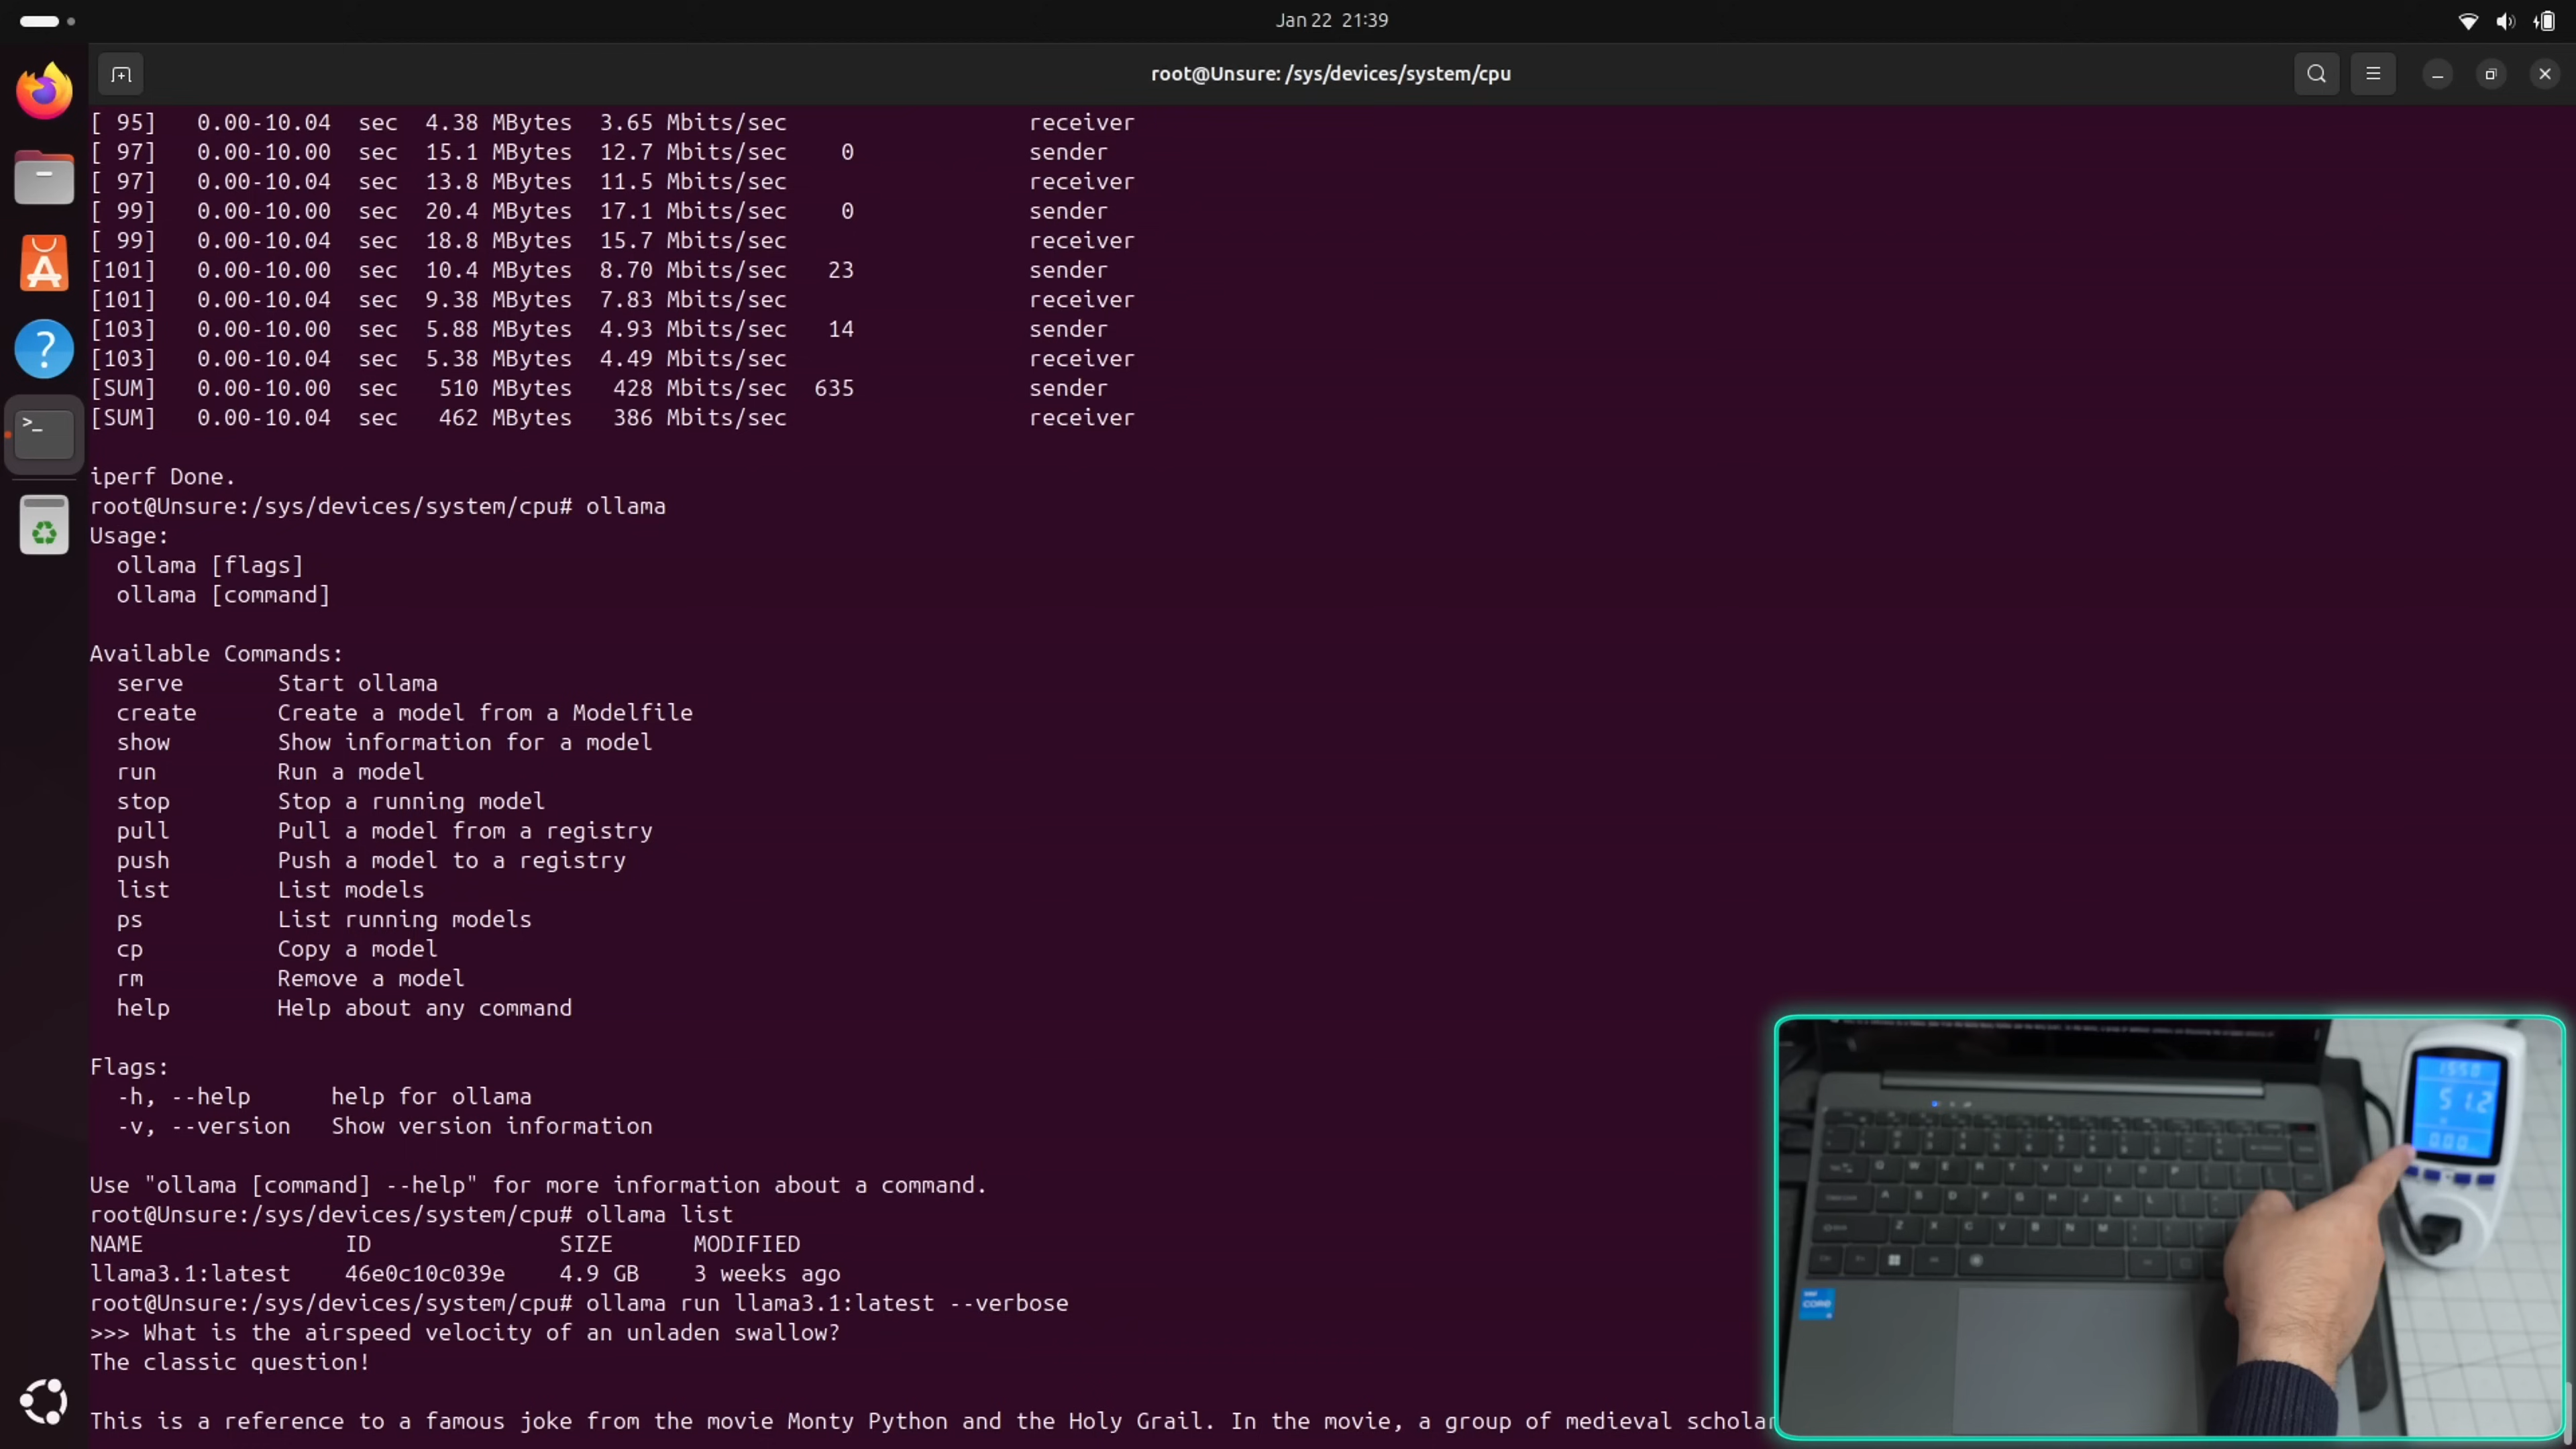 Jan 22 21:39
root@Unsure: /sys/devices/system/cpu
[ 95]   0.00-10.04  sec  4.38 MBytes  3.65 Mbits/sec                  receiver
[ 97]   0.00-10.00  sec  15.1 MBytes  12.7 Mbits/sec    0             sender
[ 97]   0.00-10.04  sec  13.8 MBytes  11.5 Mbits/sec                  receiver
[ 99]   0.00-10.00  sec  20.4 MBytes  17.1 Mbits/sec    0             sender
[ 99]   0.00-10.04  sec  18.8 MBytes  15.7 Mbits/sec                  receiver
[101]   0.00-10.00  sec  10.4 MBytes  8.70 Mbits/sec   23             sender
[101]   0.00-10.04  sec  9.38 MBytes  7.83 Mbits/sec                  receiver
[103]   0.00-10.00  sec  5.88 MBytes  4.93 Mbits/sec   14             sender
[103]   0.00-10.04  sec  5.38 MBytes  4.49 Mbits/sec                  receiver
[SUM]   0.00-10.00  sec   510 MBytes   428 Mbits/sec  635             sender
[SUM]   0.00-10.04  sec   462 MBytes   386 Mbits/sec                  receiver
iperf Done.
root@Unsure:/sys/devices/system/cpu# ollama
Usage:
  ollama [flags]
  ollama [command]
Available Commands:
  serve       Start ollama
  create      Create a model from a Modelfile
  show        Show information for a model
  run         Run a model
  stop        Stop a running model
  pull        Pull a model from a registry
  push        Push a model to a registry
  list        List models
  ps          List running models
  cp          Copy a model
  rm          Remove a model
  help        Help about any command
Flags:
  -h, --help      help for ollama
  -v, --version   Show version information
Use "ollama [command] --help" for more information about a command.
root@Unsure:/sys/devices/system/cpu# ollama list
NAME               ID              SIZE      MODIFIED
llama3.1:latest    46e0c10c039e    4.9 GB    3 weeks ago
root@Unsure:/sys/devices/system/cpu# ollama run llama3.1:latest --verbose
>>> What is the airspeed velocity of an unladen swallow?
The classic question!
This is a reference to a famous joke from the movie Monty Python and the Holy Grail. In the movie, a group of medieval scholar
51.2
0.00
CORE